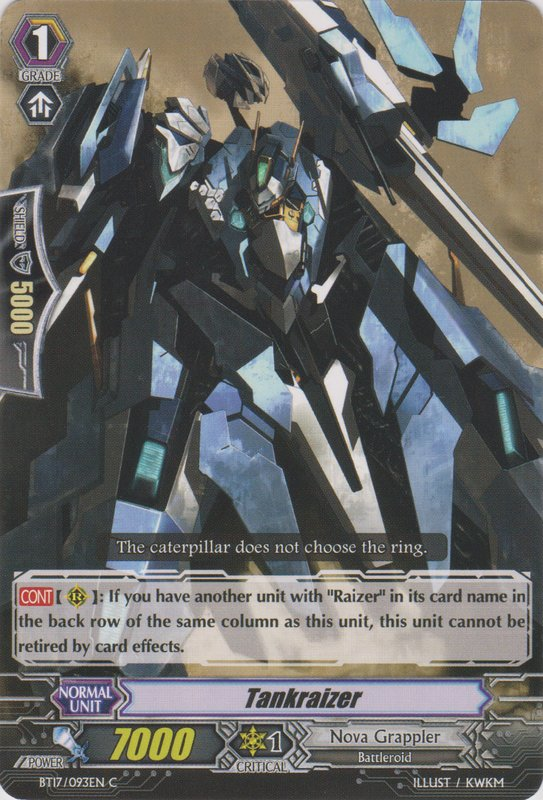 1
GRADE
SHIELD
5000
The caterpillar does not choose the ring.
CONT [ R ]: If you have another unit with "Raizer" in its card name in
the back row of the same column as this unit, this unit cannot be
retired by card effects.
NORMAL
UNIT
Tankraizer
POWER
7000
1
CRITICAL
Nova Grappler
Battleroid
BT17/093EN C
ILLUST / KWKM